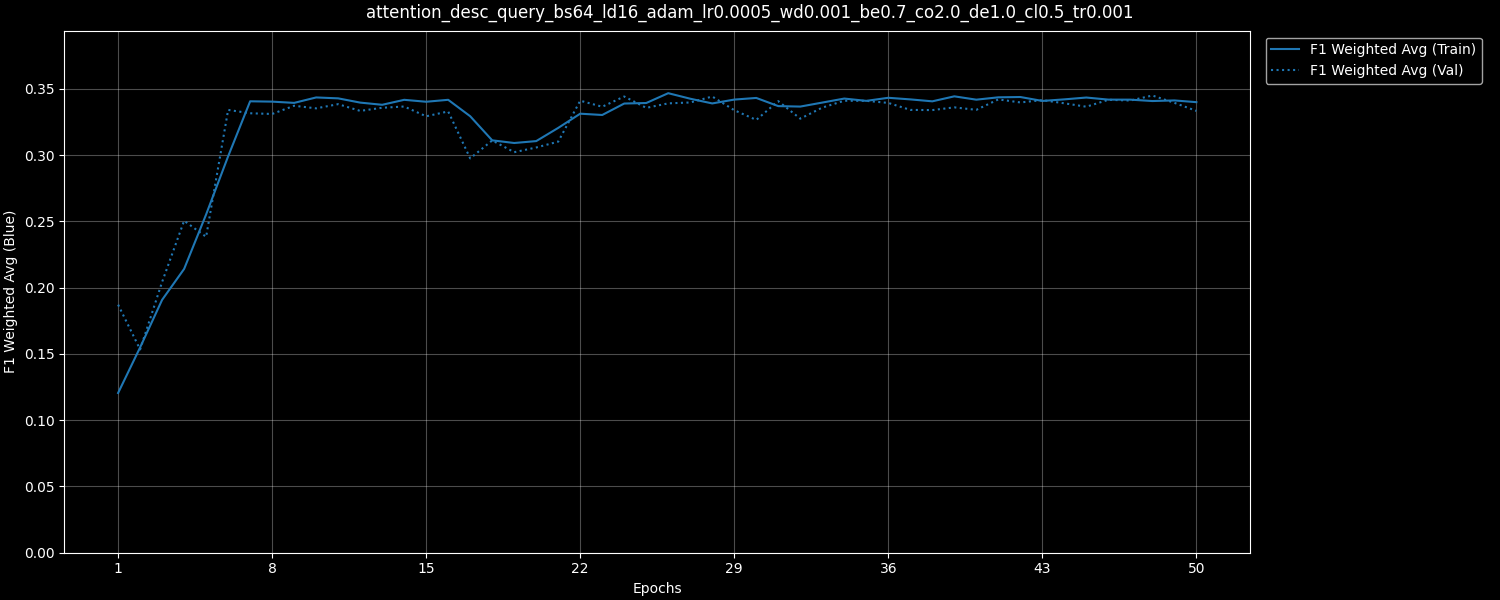 attention_desc_query_bs64_ld16_adam_lr0.0005_wd0.001_be0.7_co2.0_de1.0_cl0.5_tr0.001
F1 Weighted Avg (Train)
F1 Weighted Avg (Val)
F1 Weighted Avg (Blue)
0.35
0.30
0.25
0.20
0.15
0.10
0.05
0.00
1 8 15 22 29 36 43 50
Epochs